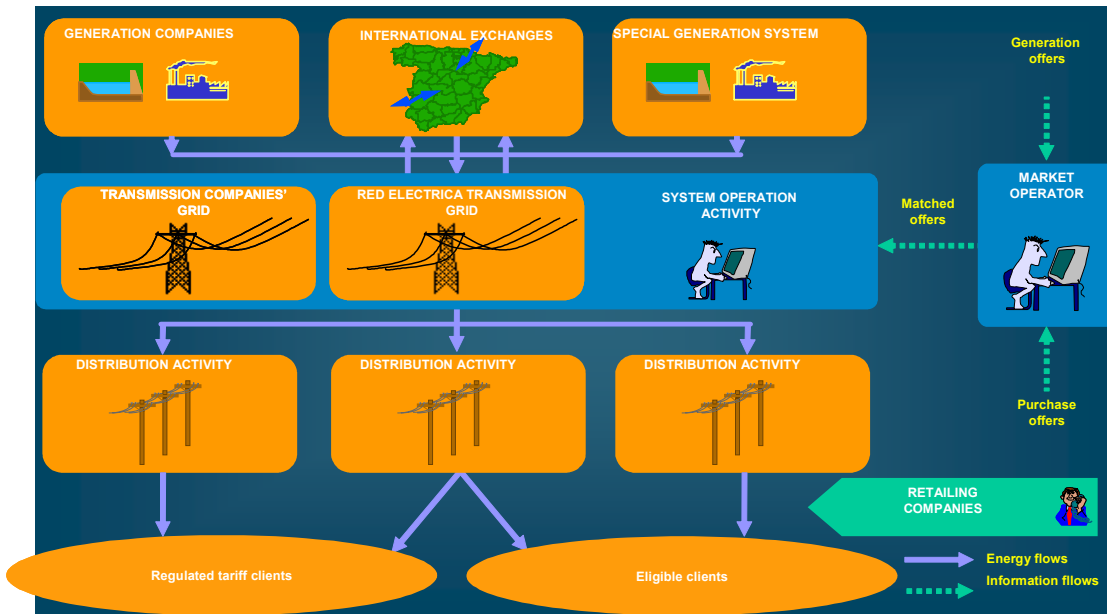 GENERATION COMPANIES
INTERNATIONAL EXCHANGES
SPECIAL GENERATION SYSTEM
Generation
offers
TRANSMISSION COMPANIES'
GRID
RED ELECTRICA TRANSMISSION
GRID
SYSTEM OPERATION
ACTIVITY
Matched
offers
MARKET
OPERATOR
DISTRIBUTION ACTIVITY
DISTRIBUTION ACTIVITY
DISTRIBUTION ACTIVITY
Purchase
offers
RETAILING
COMPANIES
Regulated tariff clients
Eligible clients
Energy flows
Information fllows